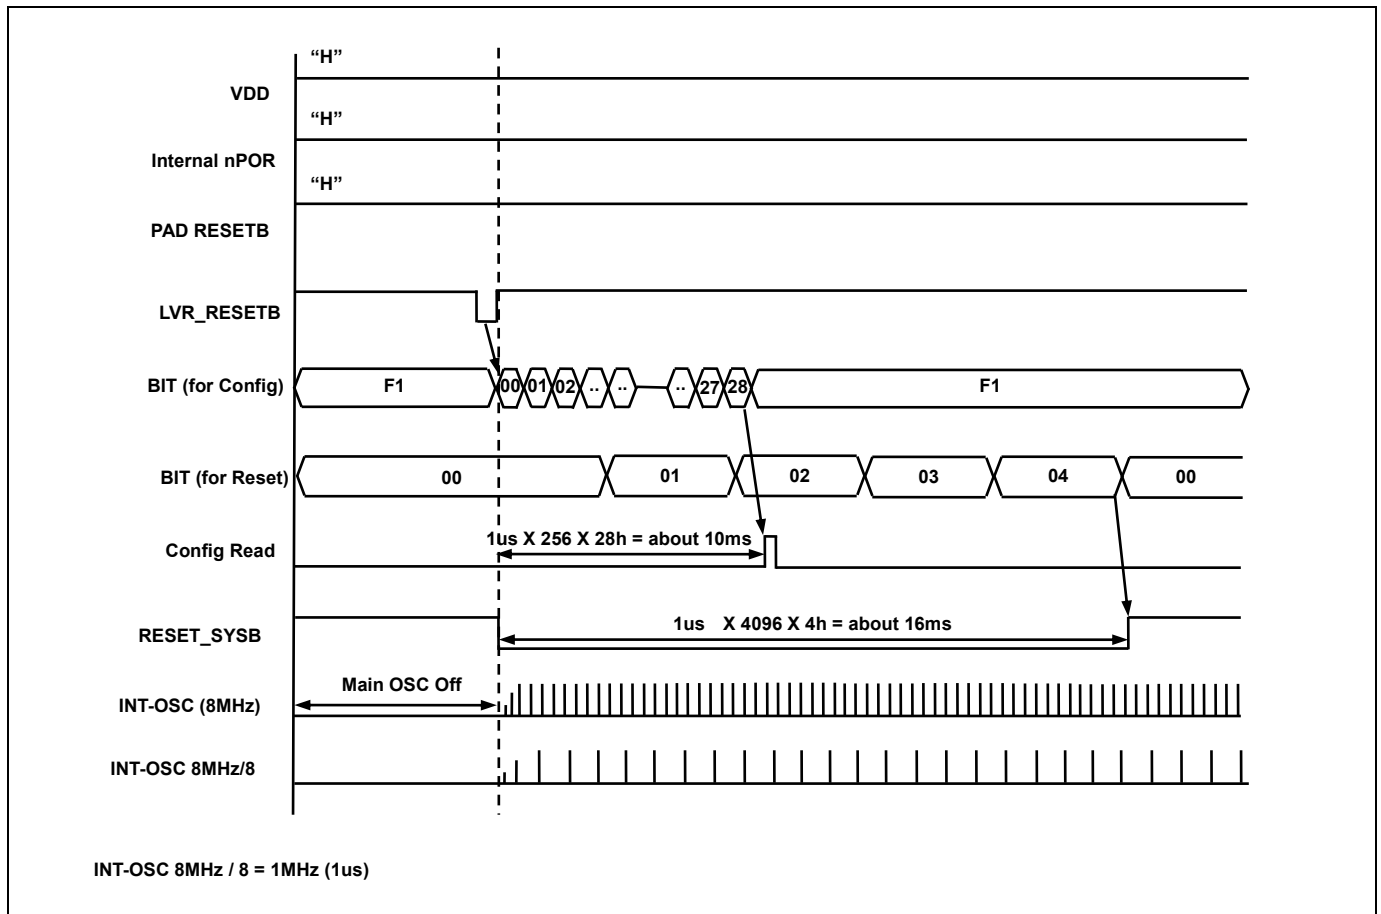 “H”
VDD
“H”
Internal nPOR
“H”
PAD RESETB
LVR_RESETB
BIT (for Config) F1 00 01 02 .. .. .. 27 28 F1
BIT (for Reset) 00 01 02 03 04 00
1us X 256 X 28h = about 10ms
Config Read
1us X 4096 X 4h = about 16ms
RESET_SYSB
Main OSC Off
INT-OSC (8MHz)
INT-OSC 8MHz/8
INT-OSC 8MHz / 8 = 1MHz (1us)